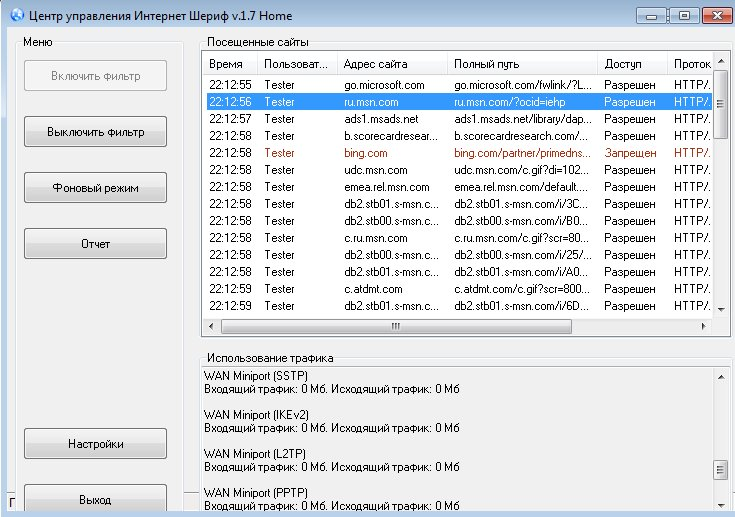 Центр управления Интернет Шериф v.1.7 Home
Меню
Включить фильтр
Выключить фильтр
Фоновый режим
Отчет
Настройки
Выход
Посещенные сайты
Время Пользоват... Адрес сайта Полный путь Доступ Проток
22:12:55 Tester go.microsoft.com go.microsoft.com/fwlink/?L... Разрешен HTTP/.
22:12:56 Tester ru.msn.com ru.msn.com/?ocid=iehp Разрешен HTTP/.
22:12:57 Tester ads1.msads.net ads1.msads.net/library/dap... Разрешен HTTP/.
22:12:58 Tester b.scorecardresearc... b.scorecardresearch.com/... Разрешен HTTP/.
22:12:58 Tester bing.com bing.com/partner/primedns... Запрещен HTTP/.
22:12:58 Tester udc.msn.com udc.msn.com/c.gif?di=102... Разрешен HTTP/.
22:12:58 Tester emea.rel.msn.com emea.rel.msn.com/default.... Разрешен HTTP/.
22:12:58 Tester db2.stb01.s-msn.c... db2.stb01.s-msn.com/i/3C... Разрешен HTTP/.
22:12:58 Tester db2.stb00.s-msn.c... db2.stb00.s-msn.com/i/B0... Разрешен HTTP/.
22:12:58 Tester c.ru.msn.com c.ru.msn.com/c.gif?scr=80... Разрешен HTTP/.
22:12:58 Tester db2.stb00.s-msn.c... db2.stb00.s-msn.com/i/25/... Разрешен HTTP/.
22:12:58 Tester db2.stb01.s-msn.c... db2.stb01.s-msn.com/i/A0... Разрешен HTTP/.
22:12:59 Tester c.atdmt.com c.atdmt.com/c.gif?scr=800... Разрешен HTTP/.
22:12:59 Tester db2.stb01.s-msn.c... db2.stb01.s-msn.com/i/6D... Разрешен HTTP/.
Использование трафика
WAN Miniport (SSTP)
Входящий трафик: 0 Мб. Исходящий трафик: 0 Мб
WAN Miniport (IKEv2)
Входящий трафик: 0 Мб. Исходящий трафик: 0 Мб
WAN Miniport (L2TP)
Входящий трафик: 0 Мб. Исходящий трафик: 0 Мб
WAN Miniport (PPTP)
Входящий трафик: 0 Мб. Исходящий трафик: 0 Мб